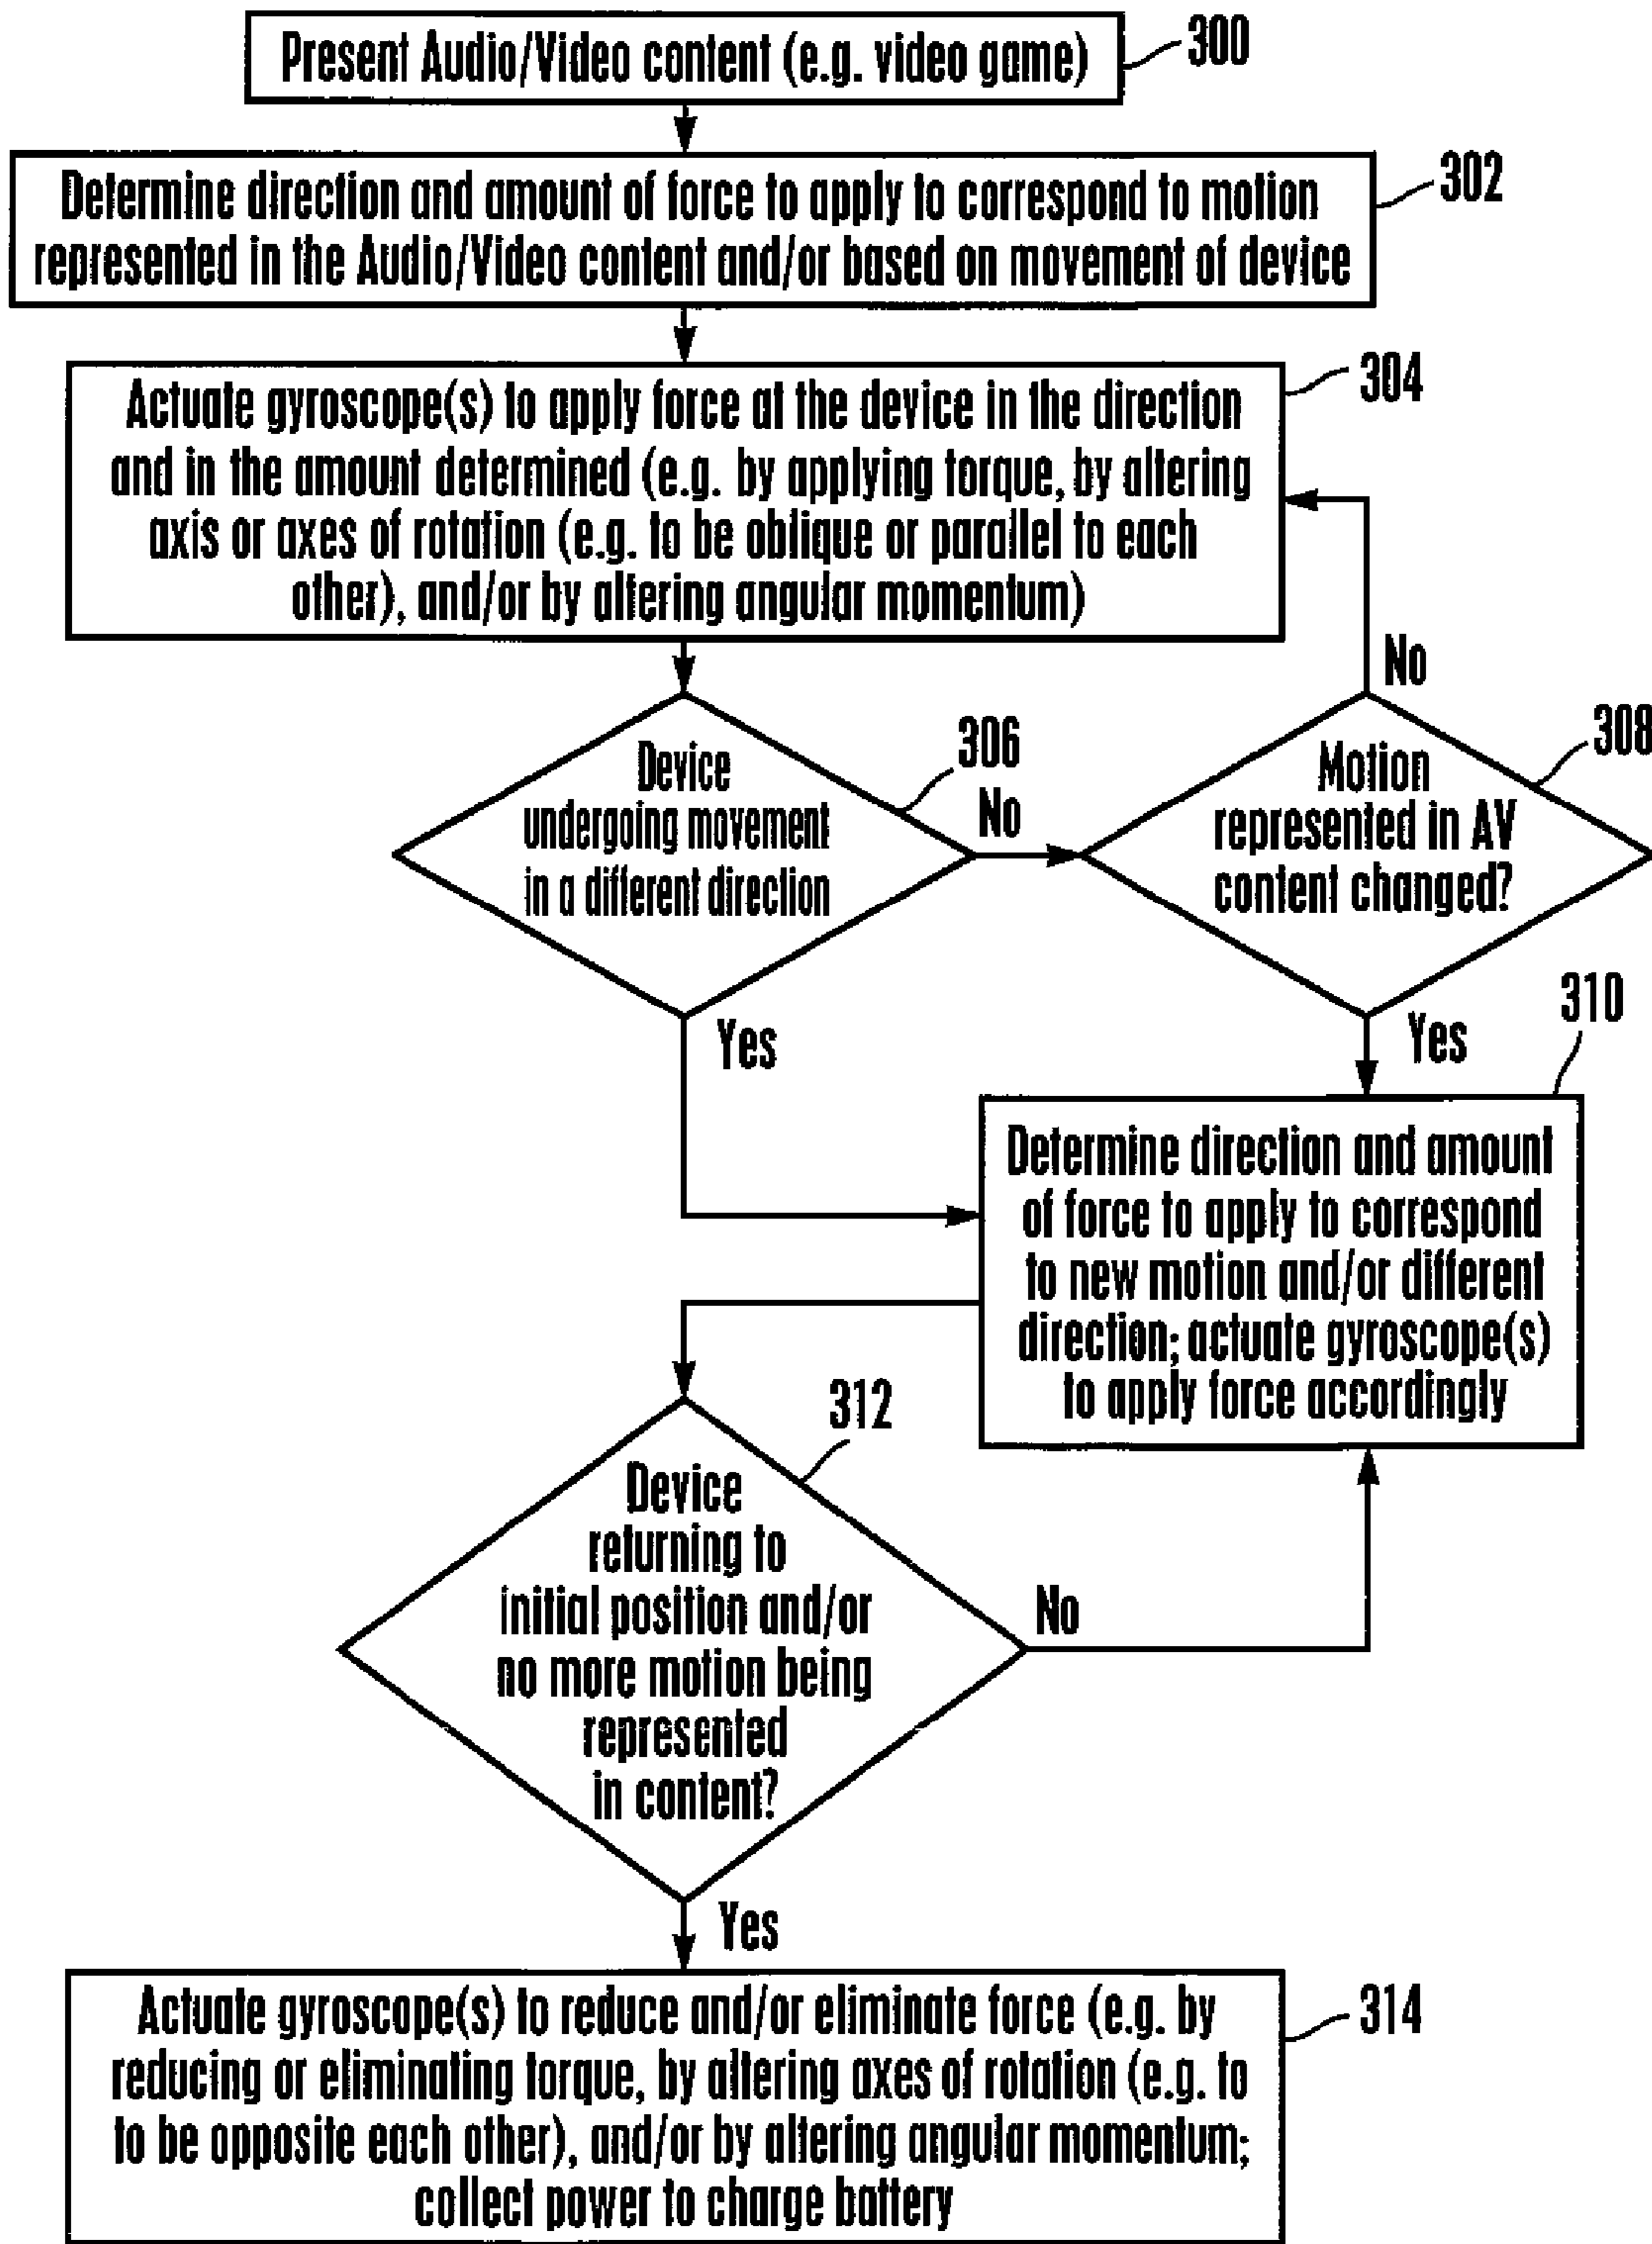 Present Audio/Video content (e.g. video game)
300
Determine direction and amount of force to apply to correspond to motion
represented in the Audio/Video content and/or based on movement of device
302
Actuate gyroscope(s) to apply force at the device in the direction
and in the amount determined (e.g. by applying torque, by altering
axis or axes of rotation (e.g. to be oblique or parallel to each
other), and/or by altering angular momentum)
304
Device
undergoing movement
in a different direction
306
No
Yes
Motion
represented in AV
content changed?
308
No
Yes
310
Determine direction and amount
of force to apply to correspond
to new motion and/or different
direction; actuate gyroscope(s)
to apply force accordingly
312
Device
returning to
initial position and/or
no more motion being
represented
in content?
No
Yes
Actuate gyroscope(s) to reduce and/or eliminate force (e.g. by
reducing or eliminating torque, by altering axes of rotation (e.g. to
to be opposite each other), and/or by altering angular momentum;
collect power to charge battery
314